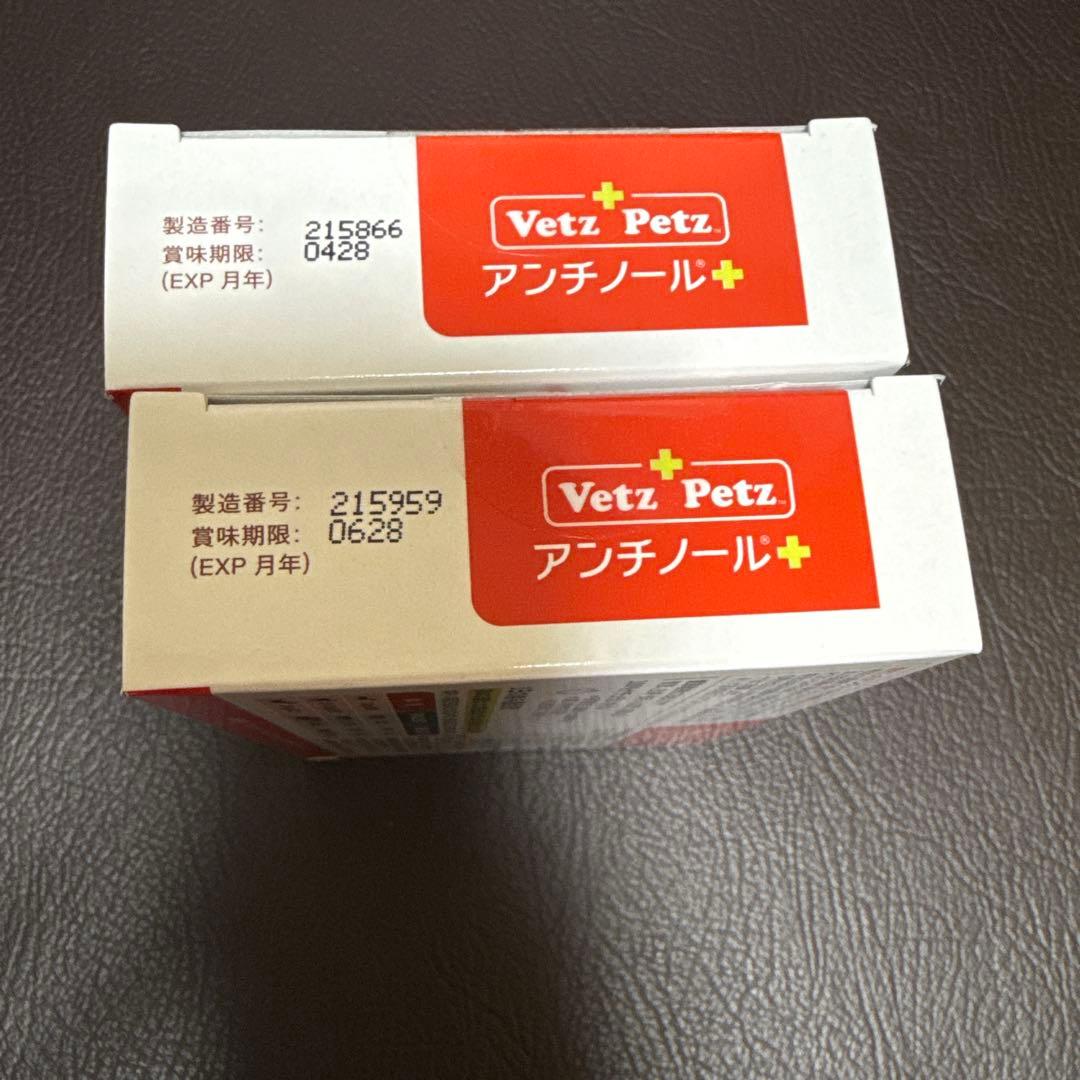 製造番号: 215866
賞味期限: 0428
(EXP 月年)
Vetz Petz™
アンチノール®+
製造番号: 215959
賞味期限: 0628
(EXP 月年)
Vetz Petz™
アンチノール®+